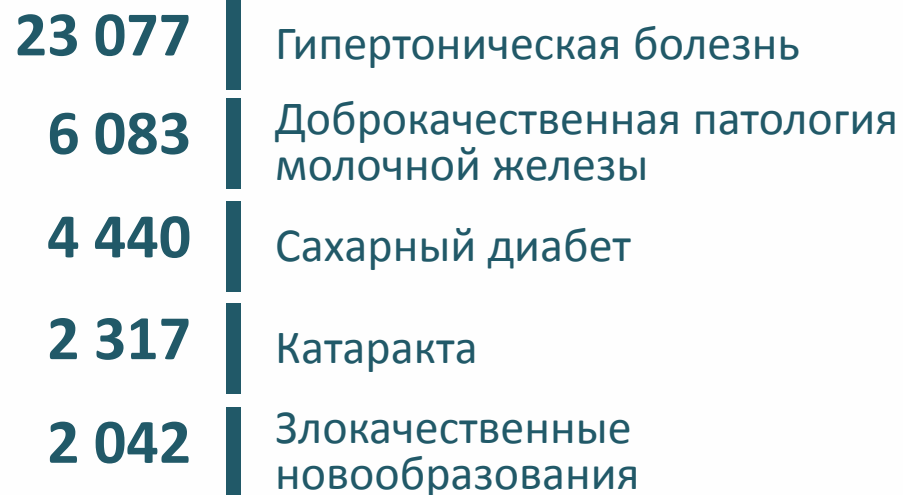 23 077 Гипертоническая болезнь
6 083 Доброкачественная патология
молочной железы
4 440 Сахарный диабет
2 317 Катаракта
2 042 Злокачественные
новообразования